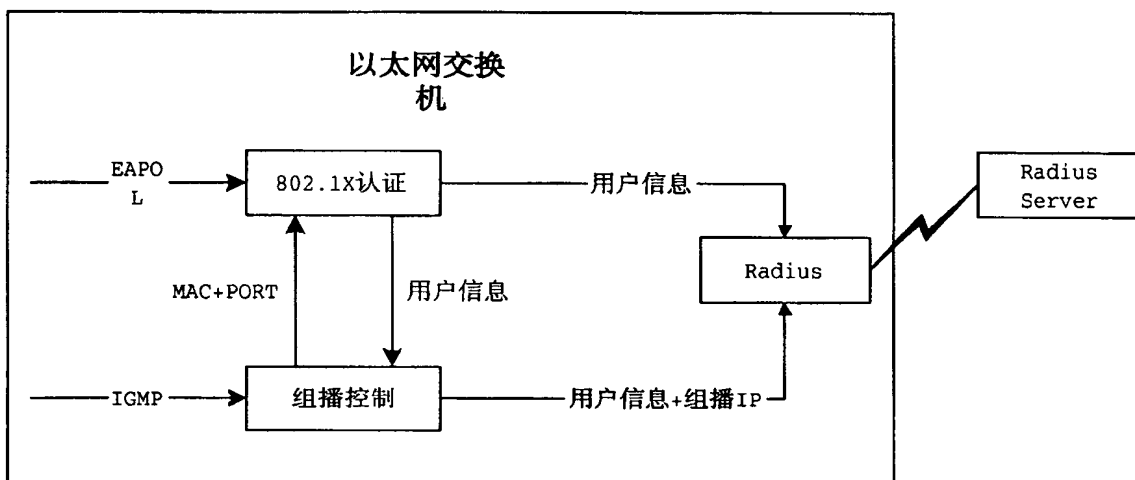 以太网交换
机
EAPO
L
802.1X认证
用户信息
Radius
Server
Radius
MAC+PORT
用户信息
IGMP
组播控制
用户信息+组播IP